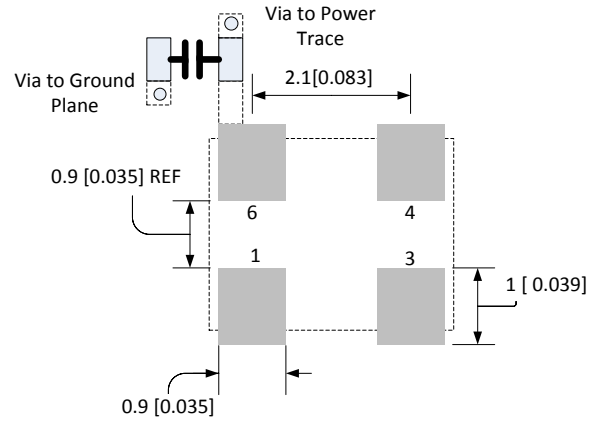 Via to Power
Trace
Via to Ground
Plane
2.1[0.083]
0.9 [0.035] REF
6
4
1
3
1 [ 0.039]
0.9 [0.035]